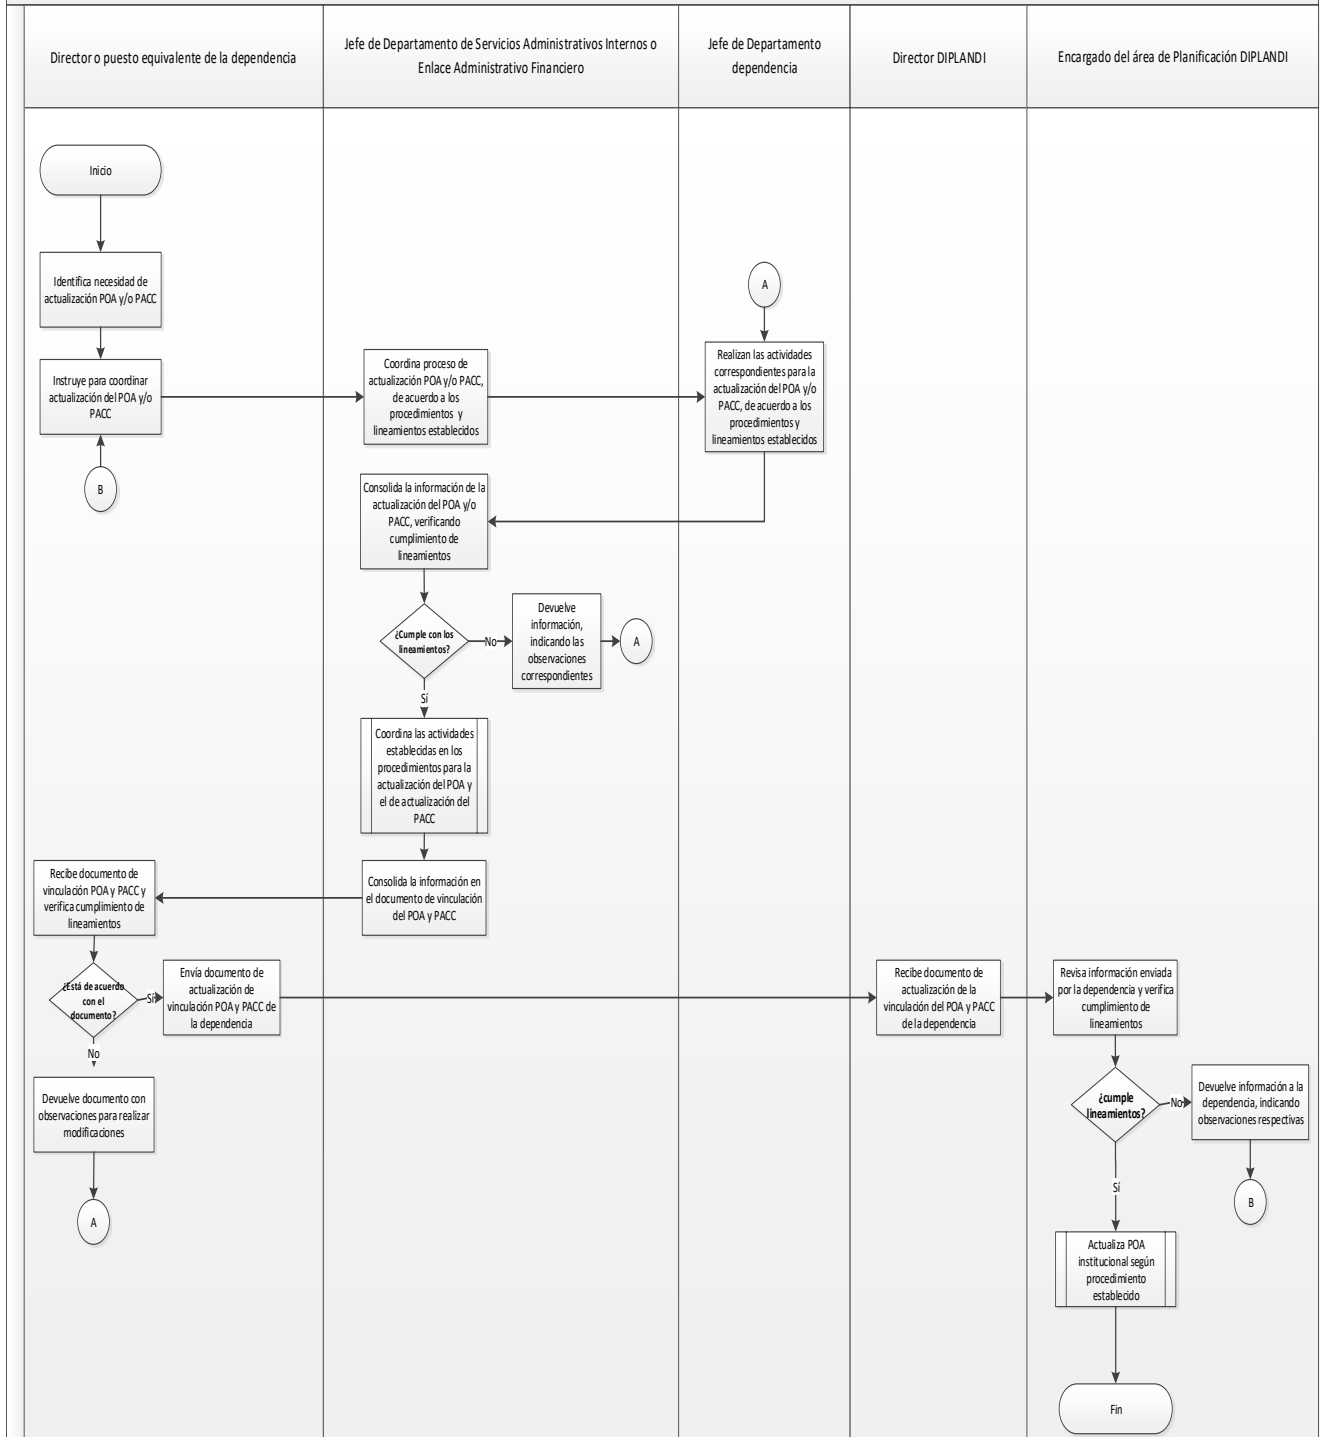 Director o puesto equivalente de la dependencia
Jefe de Departamento de Servicios Administrativos Internos o
Enlace Administrativo Financiero
Jefe de Departamento
dependencia
Director DIPLANDI
Encargado del área de Planificación DIPLANDI
Inicio
Identifica necesidad de
actualización POA y/o PACC
Instruye para coordinar
actualización del POA y/o
PACC
B
Coordina proceso de
actualización POA y/o PACC,
de acuerdo a los
procedimientos y
lineamientos establecidos
A
Realizan las actividades
correspondientes para la
actualización del POA y/o
PACC, de acuerdo a los
procedimientos y
lineamientos establecidos
Consolida la información de la
actualización del POA y/o
PACC, verificando
cumplimiento de
lineamientos
¿Cumple con los
lineamientos?
No
Devuelve
información,
indicando las
observaciones
correspondientes
A
Sí
Coordina las actividades
establecidas en los
procedimientos para la
actualización del POA y
el de actualización del
PACC
Consolida la información en
el documento de vinculación
del POA y PACC
Recibe documento de
vinculación POA y PACC y
verifica cumplimiento de
lineamientos
¿Está de acuerdo
con el
documento?
Sí
Envía documento de
actualización de
vinculación POA y PACC de
la dependencia
No
Devuelve documento con
observaciones para realizar
modificaciones
A
Recibe documento de
actualización de la
vinculación del POA y PACC
de la dependencia
Revisa información enviada
por la dependencia y verifica
cumplimiento de
lineamientos
¿cumple
lineamientos?
No
Devuelve información a la
dependencia, indicando
observaciones respectivas
B
Sí
Actualiza POA
institucional según
procedimiento
establecido
Fin